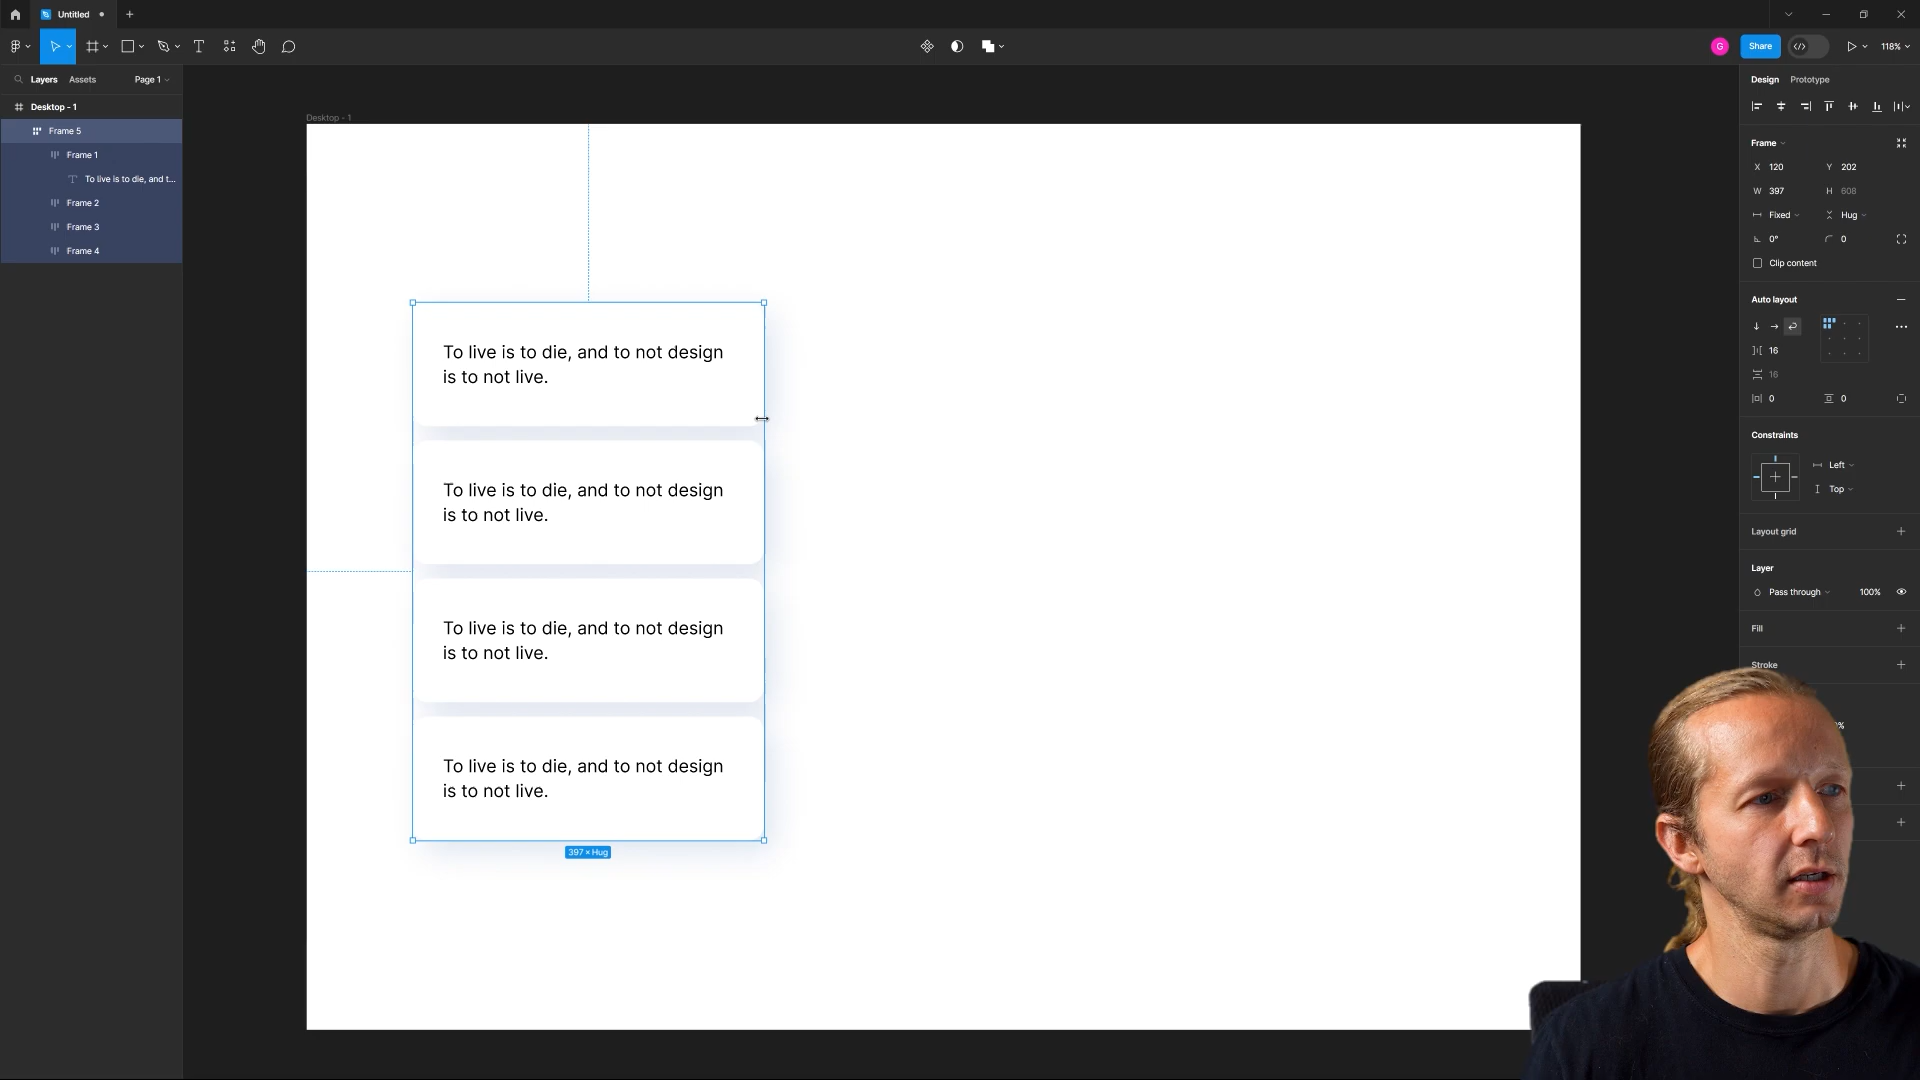 Untitled
Share
118%
Layers
Assets
Page 1
Desktop - 1
Frame 5
Frame 1
To live is to die, and t...
Frame 2
Frame 3
Frame 4
Desktop - 1
To live is to die, and to not design
is to not live.
To live is to die, and to not design
is to not live.
To live is to die, and to not design
is to not live.
To live is to die, and to not design
is to not live.
397 × Hug
G
Design
Prototype
Frame
X 120
Y 202
W 397
H 608
Fixed
Hug
0°
0
Clip content
Auto layout
16
16
0
0
Constraints
Left
Top
Layout grid
Layer
Pass through
100%
Fill
Stroke
%